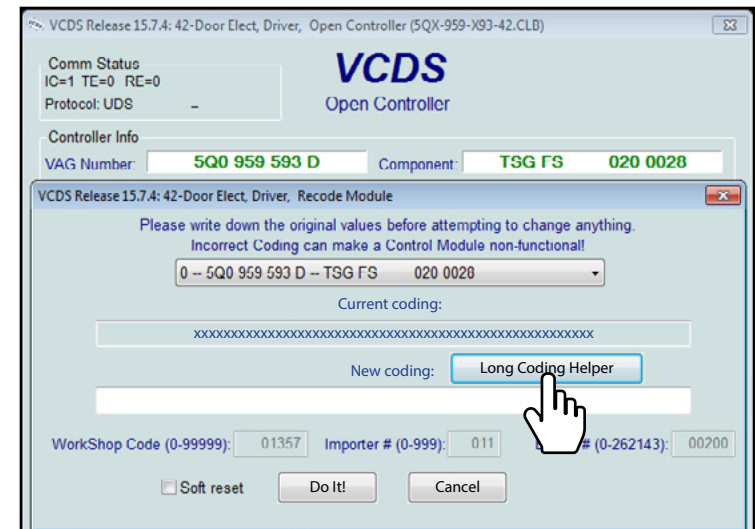 VCDS Release 15.7.4: 42-Door Elect, Driver, Open Controller (5QX-959-X93-42.CLB)
Comm Status
IC=1 TE=0 RE=0
Protocol: UDS –
VCDS
Open Controller
Controller Info
VAG Number: 5Q0 959 593 D Component: TSG FS 020 0028
VCDS Release 15.7.4: 42-Door Elect, Driver, Recode Module
Please write down the original values before attempting to change anything.
Incorrect Coding can make a Control Module non-functional!
0 -- 5Q0 959 593 D -- TSG FS 020 0028
Current coding:
xxxxxxxxxxxxxxxxxxxxxxxxxxxxxxxxxxxxxxxxxxxxxxxxxxxxxx
New coding: Long Coding Helper
WorkShop Code (0-99999): 01357 Importer # (0-999): 011 # (0-262143): 00200
Soft reset Do It! Cancel